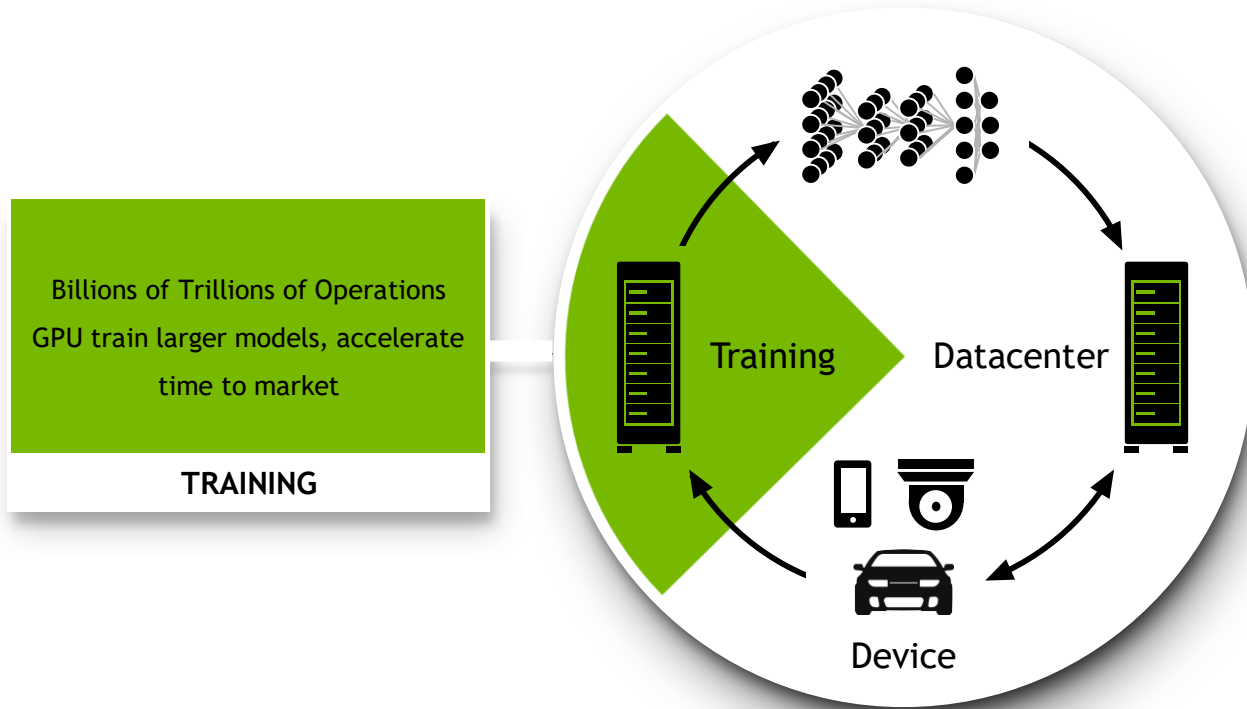 Billions of Trillions of Operations
GPU train larger models, accelerate
time to market
TRAINING
Training
Datacenter
Device